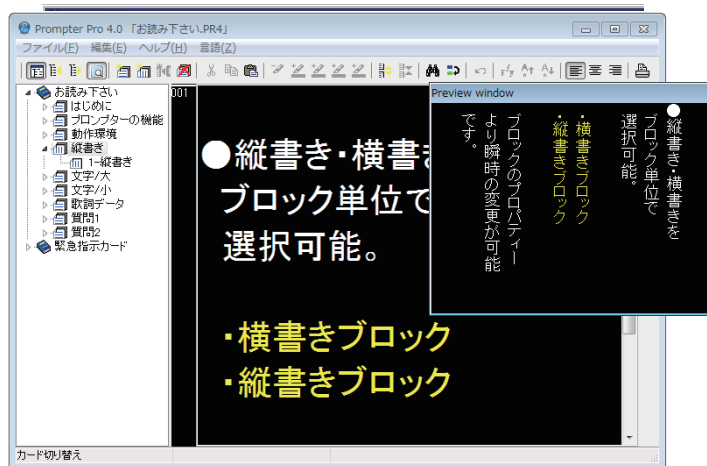 Prompter Pro 4.0 「お読み下さい.PR4」
ファイル(F) 編集(E) ヘルプ(H) 言語(Z)
お読み下さい
はじめに
プロンプターの機能
動作環境
縦書き
1-縦書き
文字/大
文字/小
歌詞データ
質問1
質問2
緊急指示カード
001
●縦書き・横書き
ブロック単位で
選択可能。
・横書きブロック
・縦書きブロック
Preview window
●縦書き・横書きを
ブロック単位で
選択可能。
・横書きブロック
・縦書きブロック
ブロックのプロパティー
より瞬時の変更が可能
です。
カード切り替え